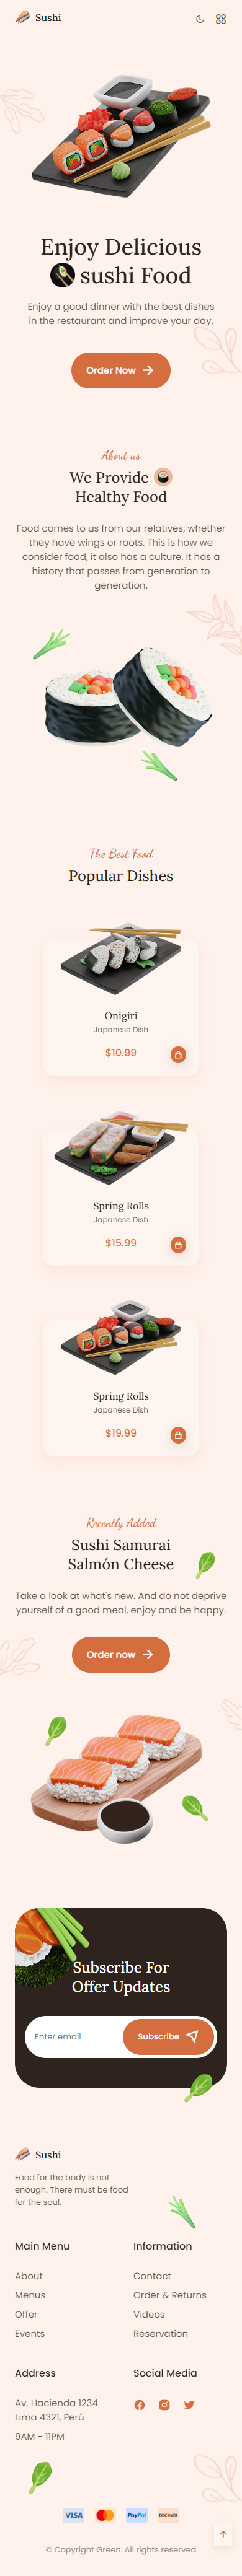 Sushi
Enjoy Delicious
sushi Food
Enjoy a good dinner with the best dishes
in the restaurant and improve your day.
Order Now
About us
We Provide
Healthy Food
Food comes to us from our relatives, whether
they have wings or roots. This is how we
consider food, it also has a culture. It has a
history that passes from generation to
generation.
The Best Food
Popular Dishes
Onigiri
Japanese Dish
$10.99
Spring Rolls
Japanese Dish
$15.99
Spring Rolls
Japanese Dish
$19.99
Recently Added
Sushi Samurai
Salmón Cheese
Take a look at what's new. And do not deprive
yourself of a good meal, enjoy and be happy.
Order now
Subscribe For
Offer Updates
Enter email
Subscribe
Sushi
Food for the body is not
enough. There must be food
for the soul.
Main Menu
About
Menus
Offer
Events
Information
Contact
Order & Returns
Videos
Reservation
Address
Av. Hacienda 1234
Lima 4321, Perú
9AM - 11PM
Social Media
VISA
PayPal
DISCOVER
© Copyright Green. All rights reserved